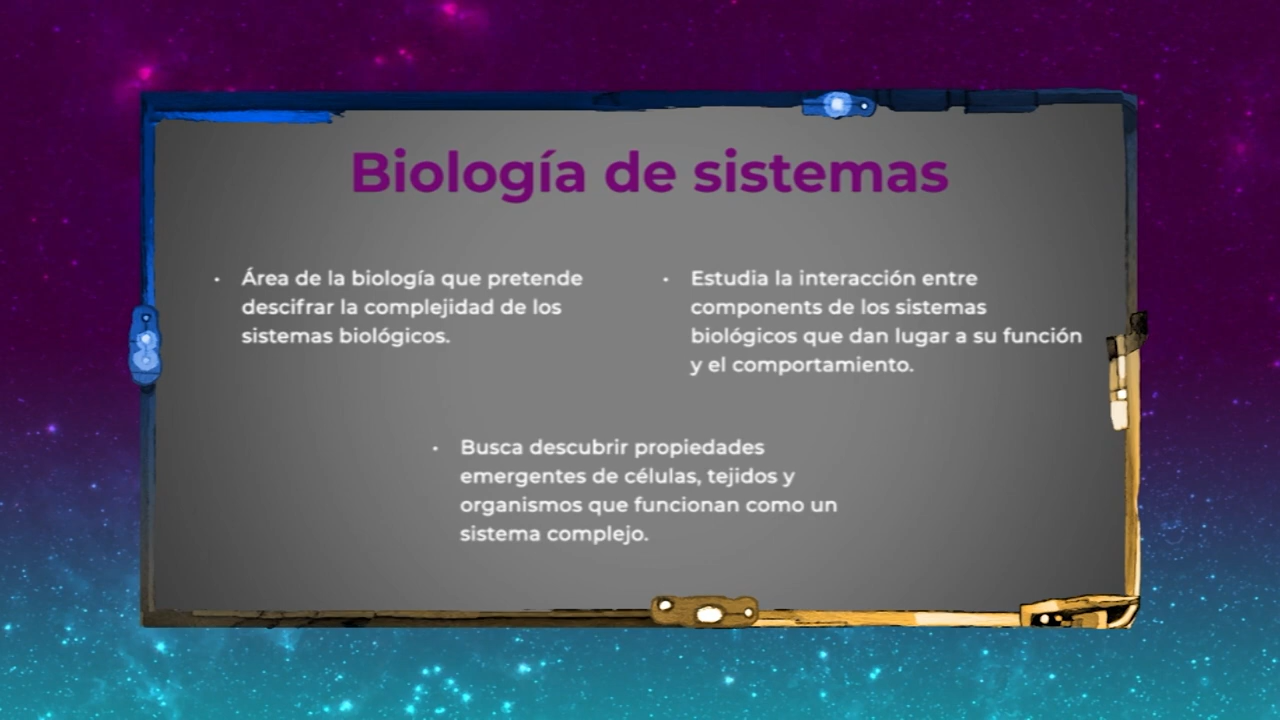 Biología de sistemas
• Área de la biología que pretende
descifrar la complejidad de los
sistemas biológicos.
• Estudia la interacción entre
components de los sistemas
biológicos que dan lugar a su función
y el comportamiento.
• Busca descubrir propiedades
emergentes de células, tejidos y
organismos que funcionan como un
sistema complejo.